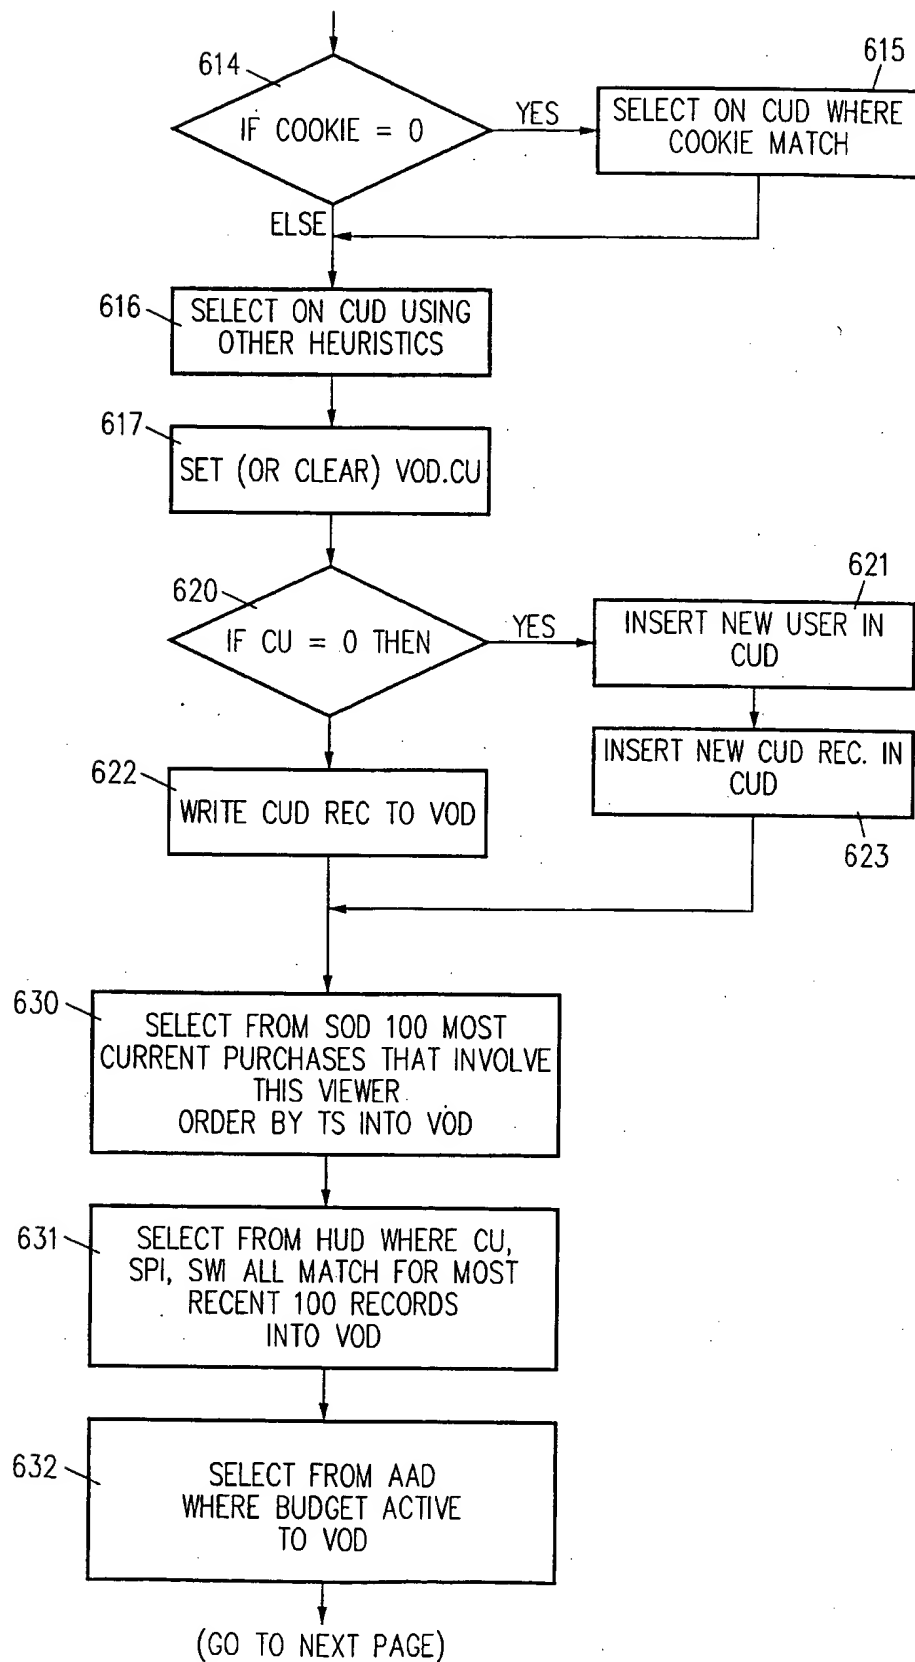 614
IF COOKIE = 0
YES
615
SELECT ON CUD WHERE
COOKIE MATCH
ELSE
616
SELECT ON CUD USING
OTHER HEURISTICS
617
SET (OR CLEAR) VOD.CU
620
IF CU = 0 THEN
YES
621
INSERT NEW USER IN
CUD
INSERT NEW CUD REC. IN
CUD
623
622
WRITE CUD REC TO VOD
630
SELECT FROM SOD 100 MOST
CURRENT PURCHASES THAT INVOLVE
THIS VIEWER
ORDER BY TS INTO VOD
631
SELECT FROM HUD WHERE CU,
SPI, SWI ALL MATCH FOR MOST
RECENT 100 RECORDS
INTO VOD
632
SELECT FROM AAD
WHERE BUDGET ACTIVE
TO VOD
(GO TO NEXT PAGE)